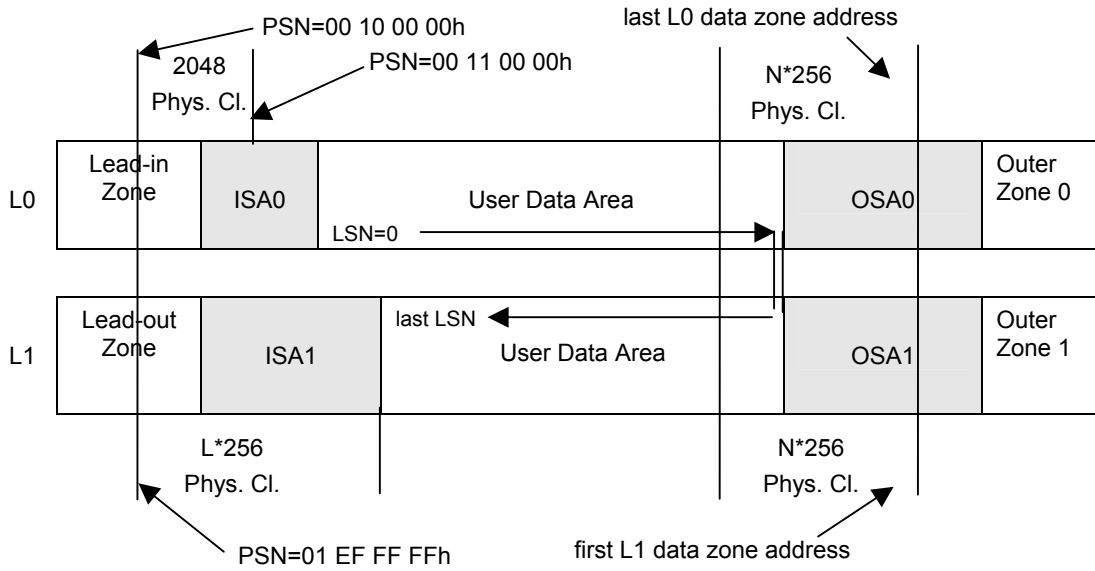 last L0 data zone address
PSN=00 10 00 00h
2048
Phys. Cl.
PSN=00 11 00 00h
N*256
Phys. Cl.
L0
Lead-in
Zone
ISA0
User Data Area
OSA0
Outer
Zone 0
LSN=0
L1
Lead-out
Zone
ISA1
last LSN
User Data Area
OSA1
Outer
Zone 1
L*256
Phys. Cl.
N*256
Phys. Cl.
PSN=01 EF FF FFh
first L1 data zone address